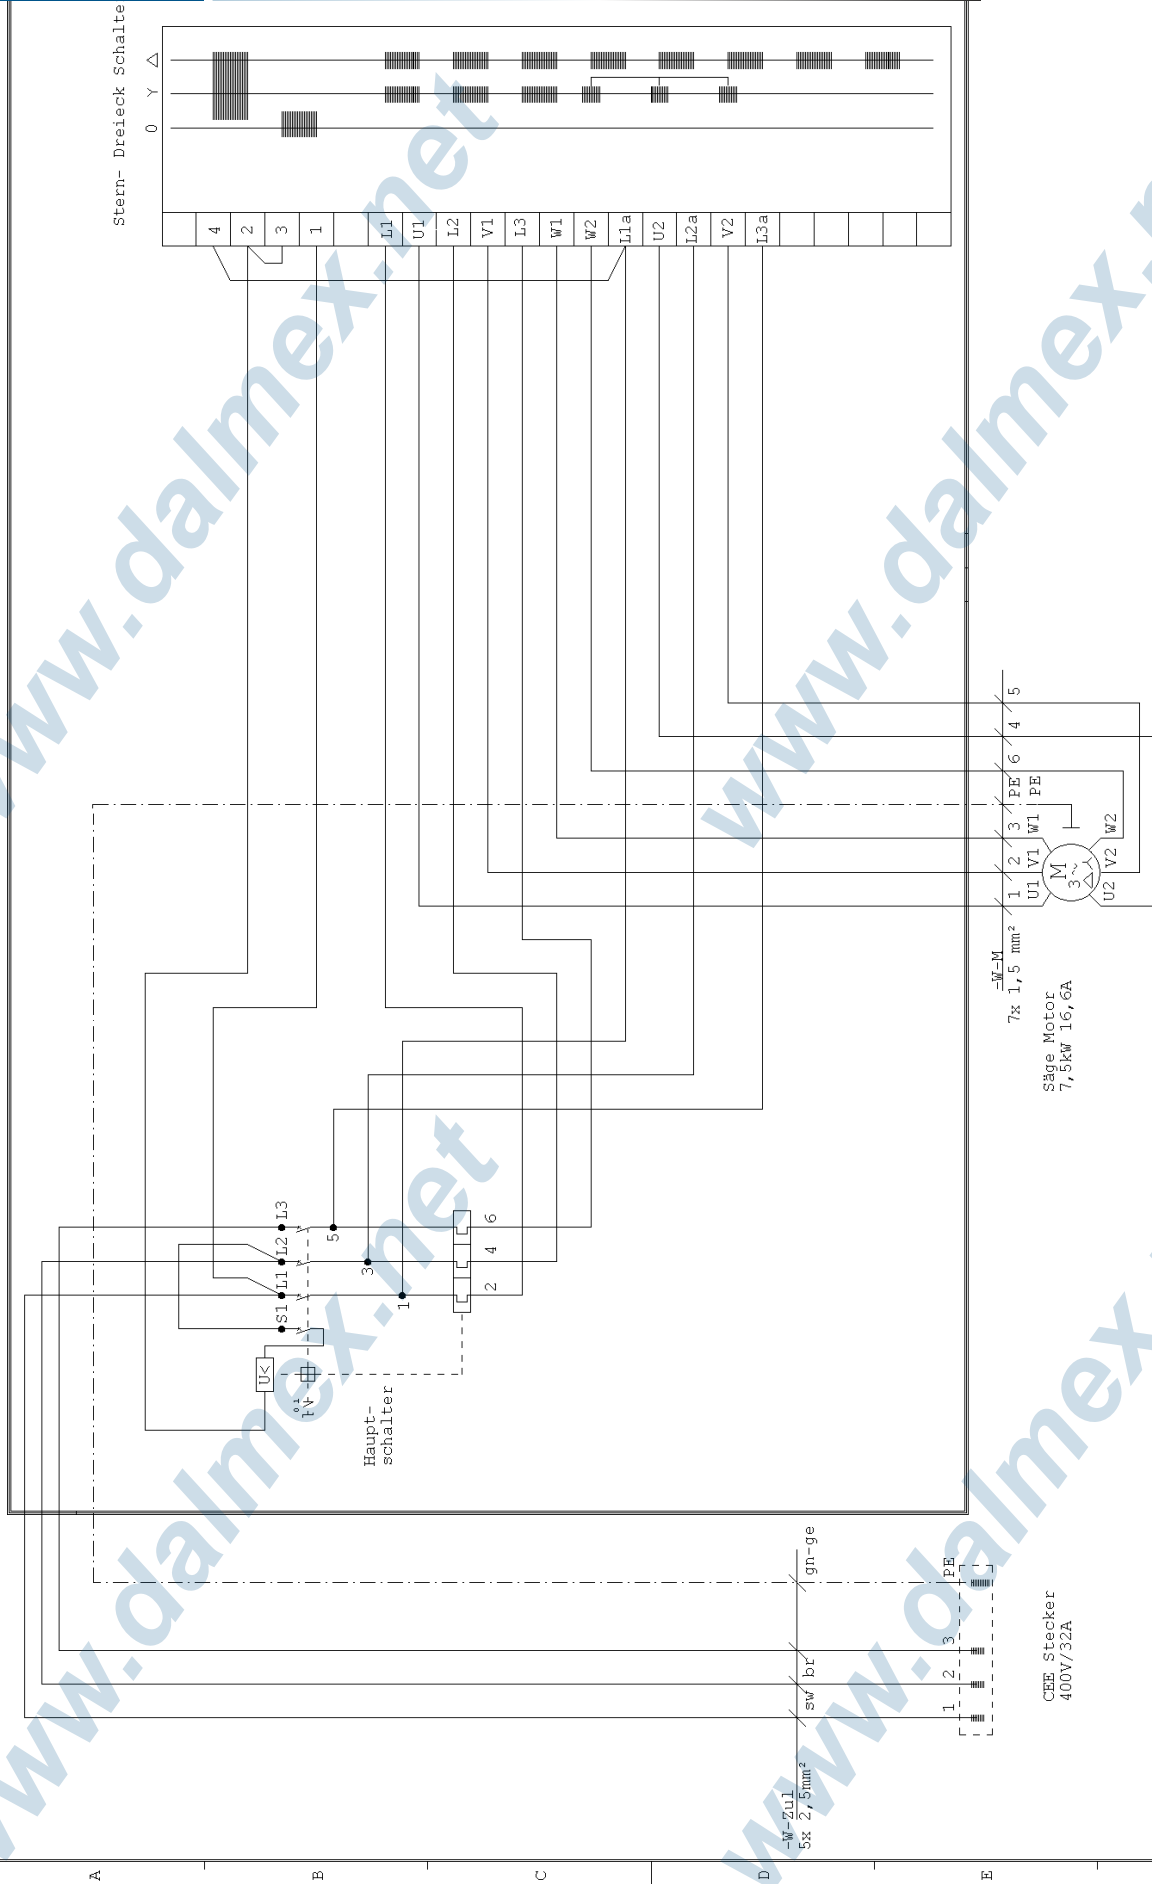 Stern- Dreieck Schalte
0 Y Δ
4
2
3
1
L1
U1
L2
V1
L3
W1
W2
L1a
U2
L2a
V2
L3a
S1 L1 L2 L3
U<
0 1
1
3
5
2
4
6
Haupt-
schalter
-W-M
7x 1,5 mm²
1 2 3 PE 6 4 5
U1 V1 W1 PE
M
3~
U2 V2 W2
Säge Motor
7,5kW 16,6A
-W-Zul
5x 2,5mm²
sw br gn-ge
1 2 3 PE
CEE Stecker
400V/32A
A
B
C
D
E
www.dalmex.net
www.dalmex.net
www.dalmex.net
www.dalmex.net